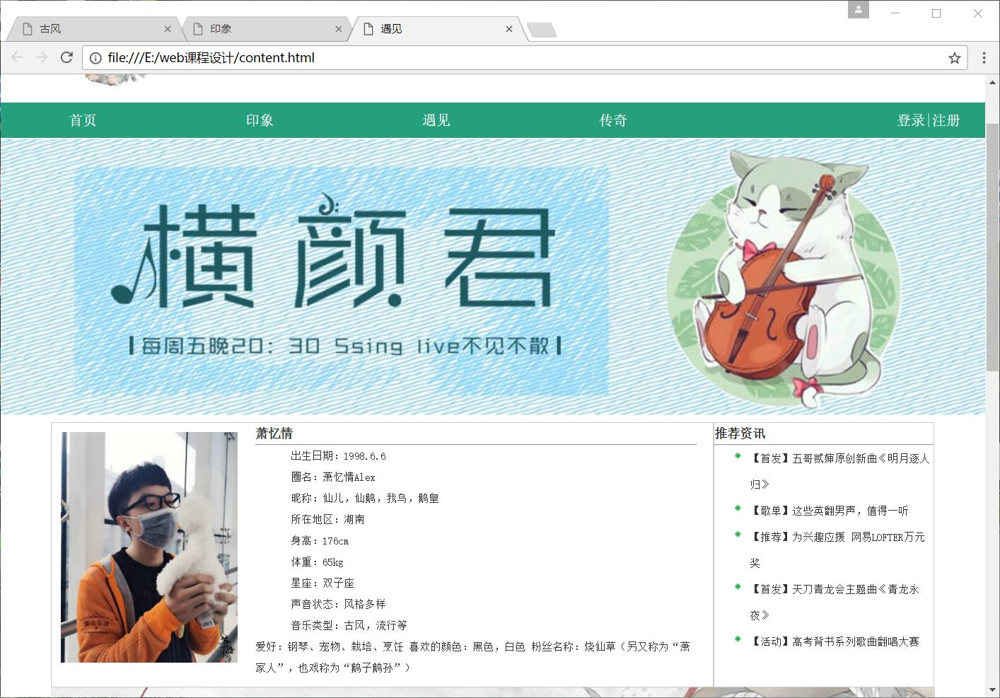 古风
印象
遇见
file:///E:/web课程设计/content.html
首页 印象 遇见 传奇 登录|注册
横颜君
每周五晚20：30 5sing live不见不散
萧忆情
出生日期：1998.6.6
圈名：萧忆情Alex
昵称：仙儿，仙鹅，我鸟，鹅皇
所在地区：湖南
身高：176cm
体重：65kg
星座：双子座
声音状态：风格多样
音乐类型：古风，流行等
爱好：钢琴、宠物、栽培、烹饪 喜欢的颜色：黑色，白色 粉丝名称：烧仙草（另又称为“萧
家人”，也戏称为“鹅子鹅孙”）
推荐资讯
【首发】五哥贰婶原创新曲《明月逐人
归》
【歌单】这些英翻男声，值得一听
【推荐】为兴趣应援 网易LOFTER万元
奖
【首发】天刀青龙会主题曲《青龙永
夜》
【活动】高考背书系列歌曲翻唱大赛